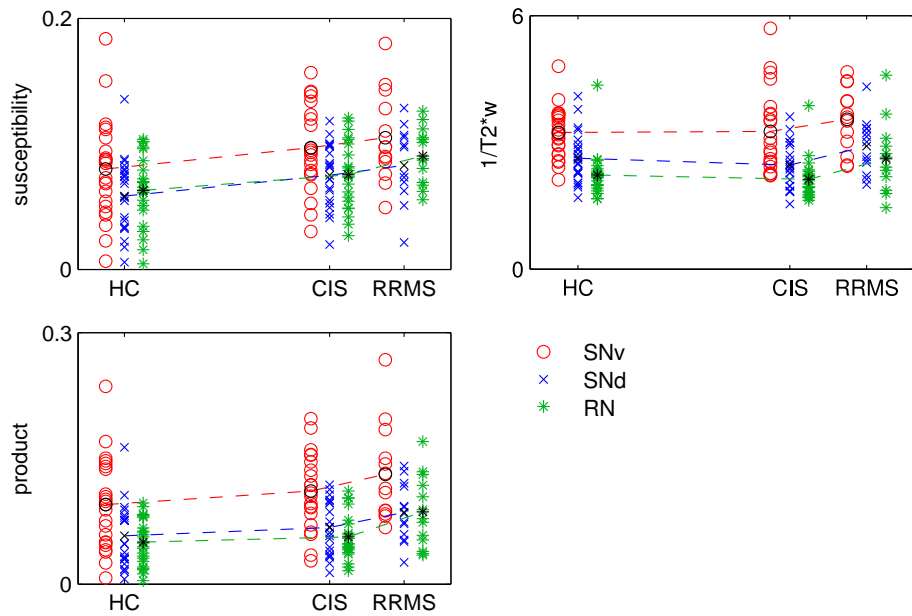 0.2
susceptibility
0
HC CIS RRMS
6
1/T2*w
0
HC CIS RRMS
0.3
product
0
HC CIS RRMS
SNv
SNd
RN